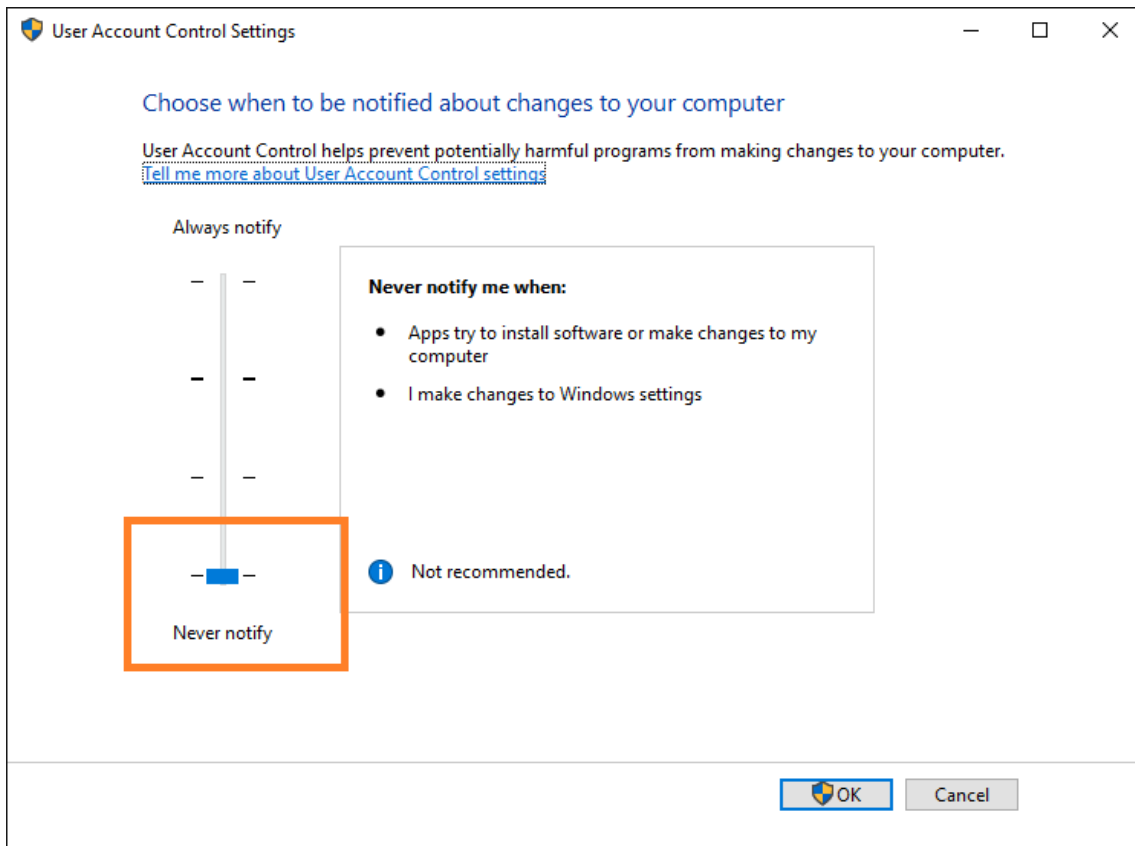 User Account Control Settings
Choose when to be notified about changes to your computer
User Account Control helps prevent potentially harmful programs from making changes to your computer.
Tell me more about User Account Control settings
Always notify
Never notify me when:
Apps try to install software or make changes to my
computer
I make changes to Windows settings
Not recommended.
Never notify
OK
Cancel